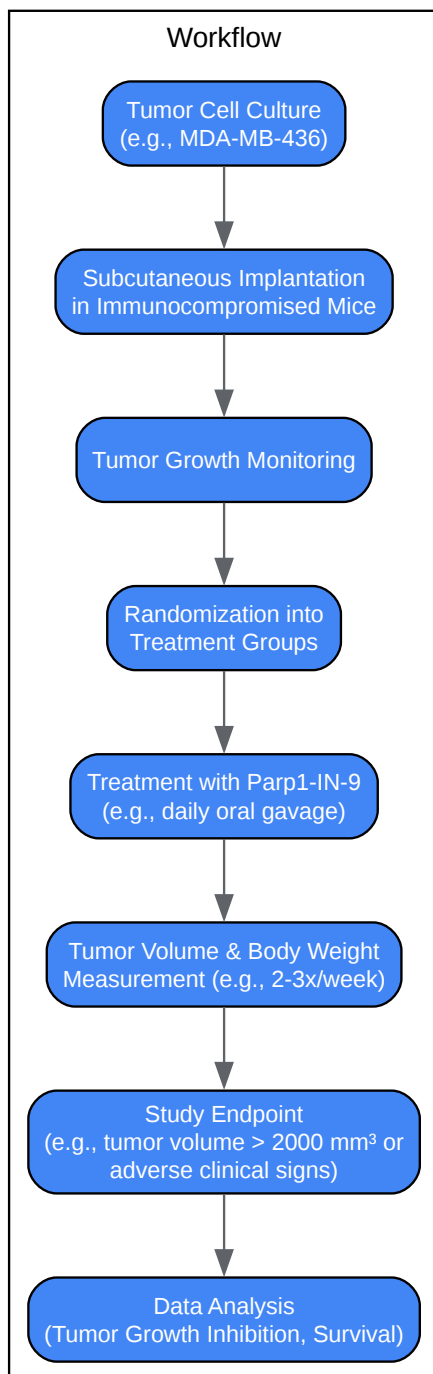 Workflow
Tumor Cell Culture
(e.g., MDA-MB-436)
Subcutaneous Implantation
in Immunocompromised Mice
Tumor Growth Monitoring
Randomization into
Treatment Groups
Treatment with Parp1-IN-9
(e.g., daily oral gavage)
Tumor Volume & Body Weight
Measurement (e.g., 2-3x/week)
Study Endpoint
(e.g., tumor volume > 2000 mm³ or
adverse clinical signs)
Data Analysis
(Tumor Growth Inhibition, Survival)